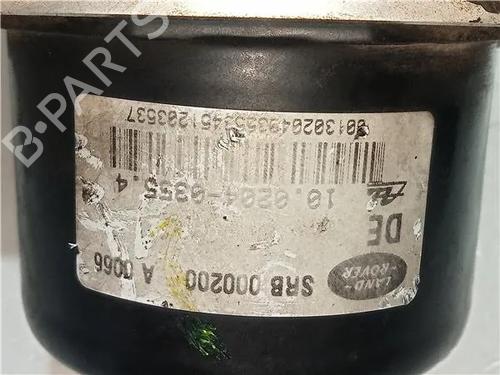 B-PARTS
LAND-
ROVER
SRB 000200
A 0066
DE
10.0204-0355.4